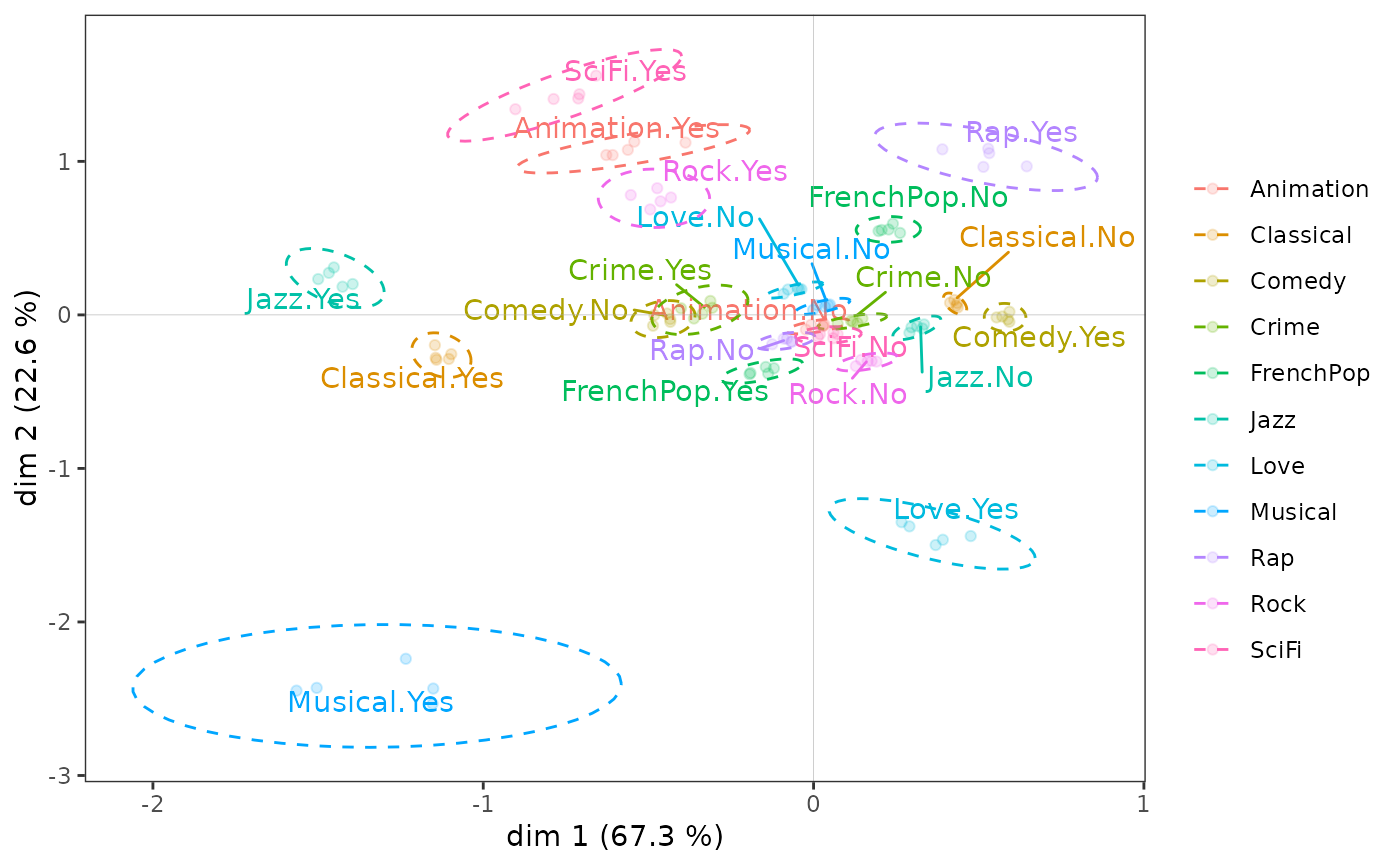 SciFi.Yes
Animation.Yes
Rap.Yes
Rock.Yes
FrenchPop.No
Love.No
Classical.No
Musical.No
Crime.Yes
Crime.No
Jazz.Yes
Comedy.No
Animation.No
Comedy.Yes
Rap.No
SciFi.No
Classical.Yes
Jazz.No
FrenchPop.Yes
Rock.No
Love.Yes
Musical.Yes
1
0
-1
-2
-3
-2
-1
0
1
dim 1 (67.3 %)
dim 2 (22.6 %)
Animation
Classical
Comedy
Crime
FrenchPop
Jazz
Love
Musical
Rap
Rock
SciFi